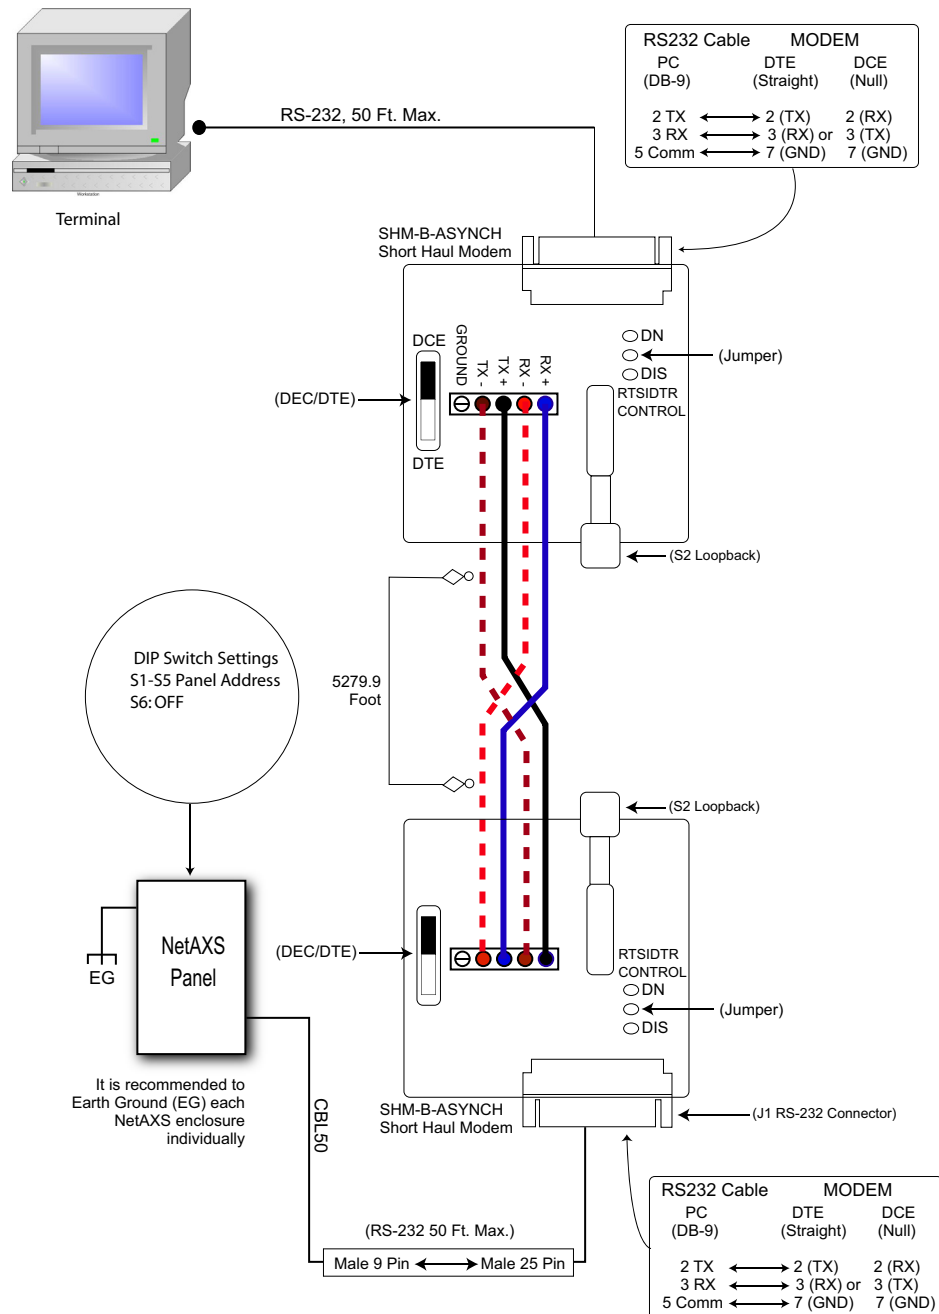 RS232 Cable MODEM
PC DTE DCE
(DB-9) (Straight) (Null)
2 TX 2 (TX) 2 (RX)
3 RX 3 (RX) or 3 (TX)
5 Comm 7 (GND) 7 (GND)
RS-232, 50 Ft. Max.
Workstation
Terminal
SHM-B-ASYNCH
Short Haul Modem
DCE
GROUND
TX -
TX +
RX -
RX +
DN
(Jumper)
DIS
RTSIDTR
CONTROL
(DEC/DTE)
DTE
(S2 Loopback)
5279.9
Foot
DIP Switch Settings
S1-S5 Panel Address
S6: OFF
(S2 Loopback)
(DEC/DTE)
RTSIDTR
CONTROL
DN
(Jumper)
DIS
NetAXS
Panel
EG
It is recommended to
Earth Ground (EG) each
NetAXS enclosure
individually
CBL50
SHM-B-ASYNCH
Short Haul Modem
(J1 RS-232 Connector)
(RS-232 50 Ft. Max.)
Male 9 Pin Male 25 Pin
RS232 Cable MODEM
PC DTE DCE
(DB-9) (Straight) (Null)
2 TX 2 (TX) 2 (RX)
3 RX 3 (RX) or 3 (TX)
5 Comm 7 (GND) 7 (GND)